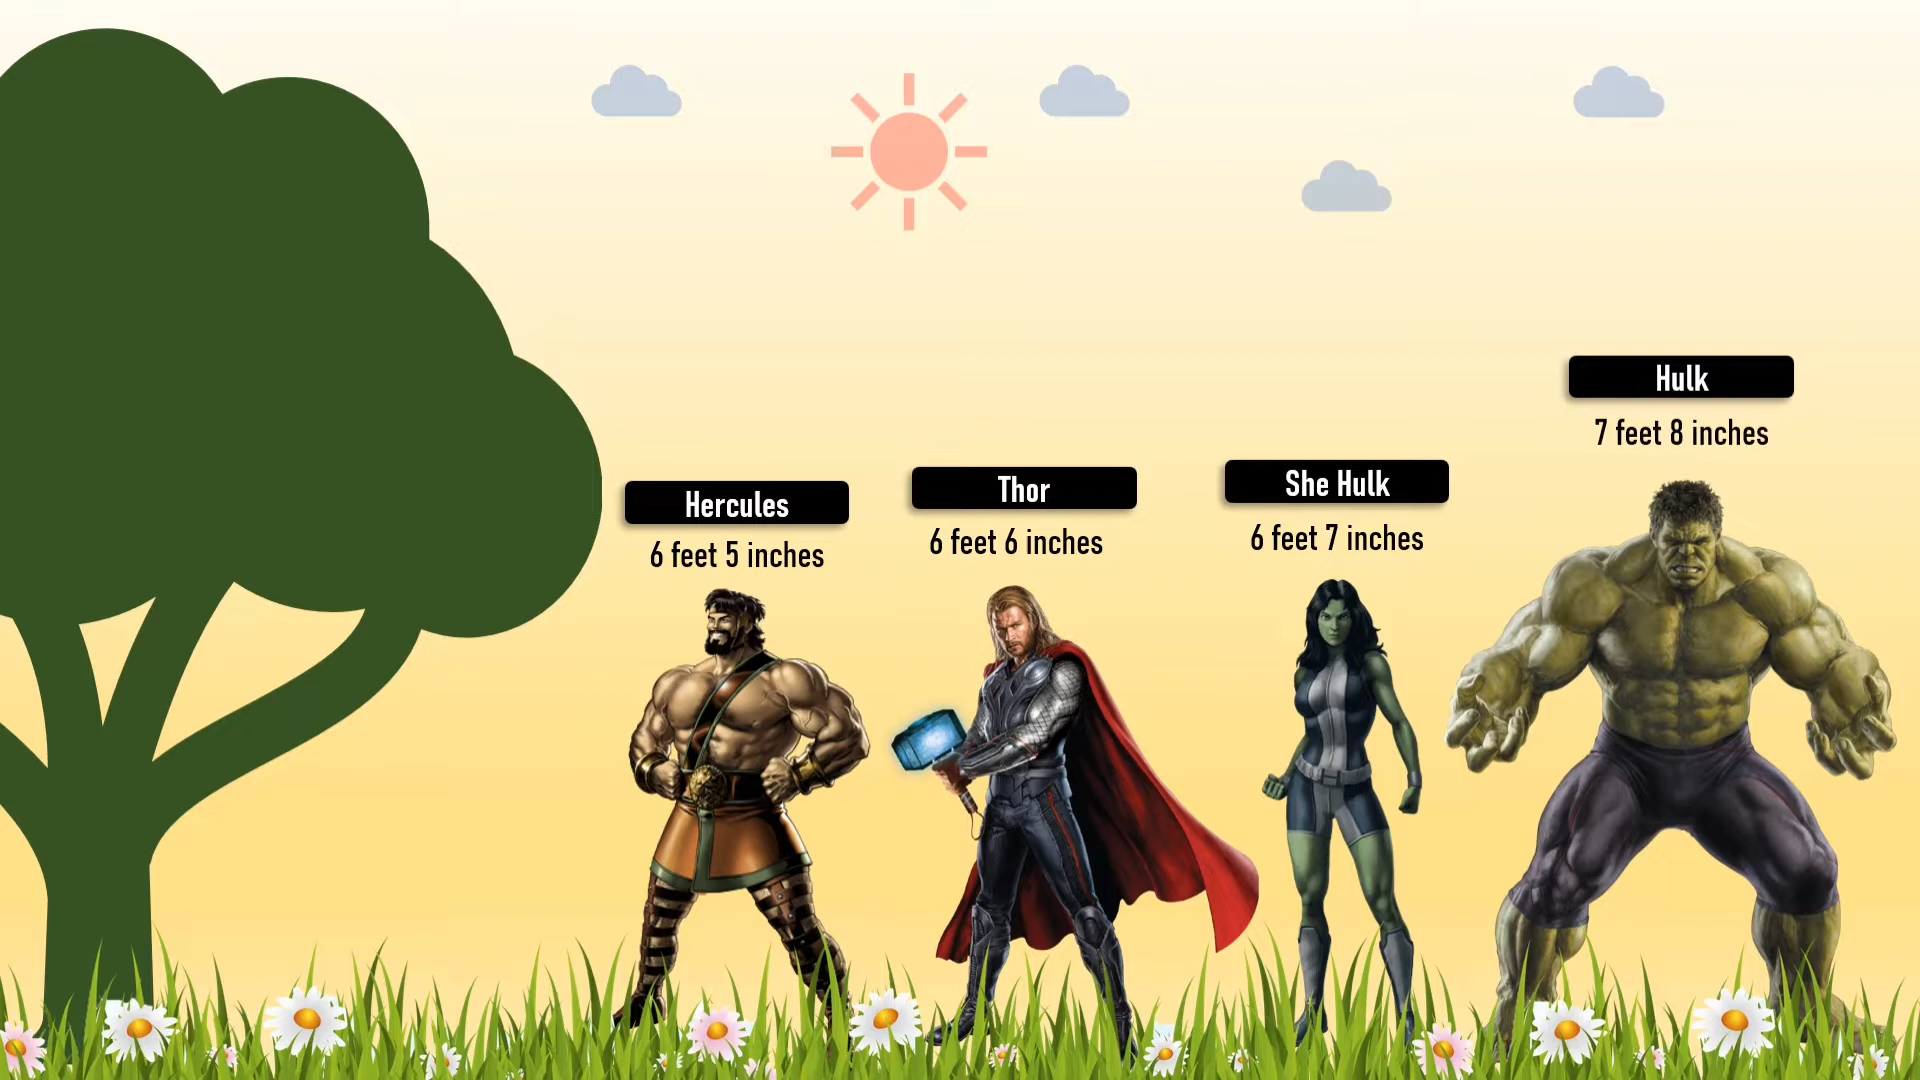 Hercules
6 feet 5 inches
Thor
6 feet 6 inches
She Hulk
6 feet 7 inches
Hulk
7 feet 8 inches